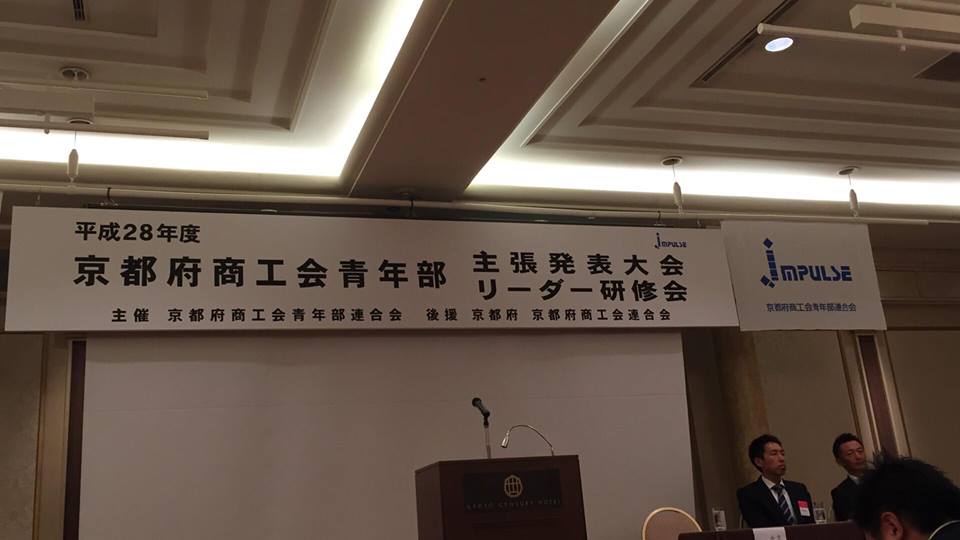 平成28年度
京都府商工会青年部 主張発表大会
リーダー研修会
主催 京都府商工会青年部連合会 後援 京都府 京都府商工会連合会
impulse
impulse
京都府商工会青年部連合会
KYOTO CENTURY HOTEL